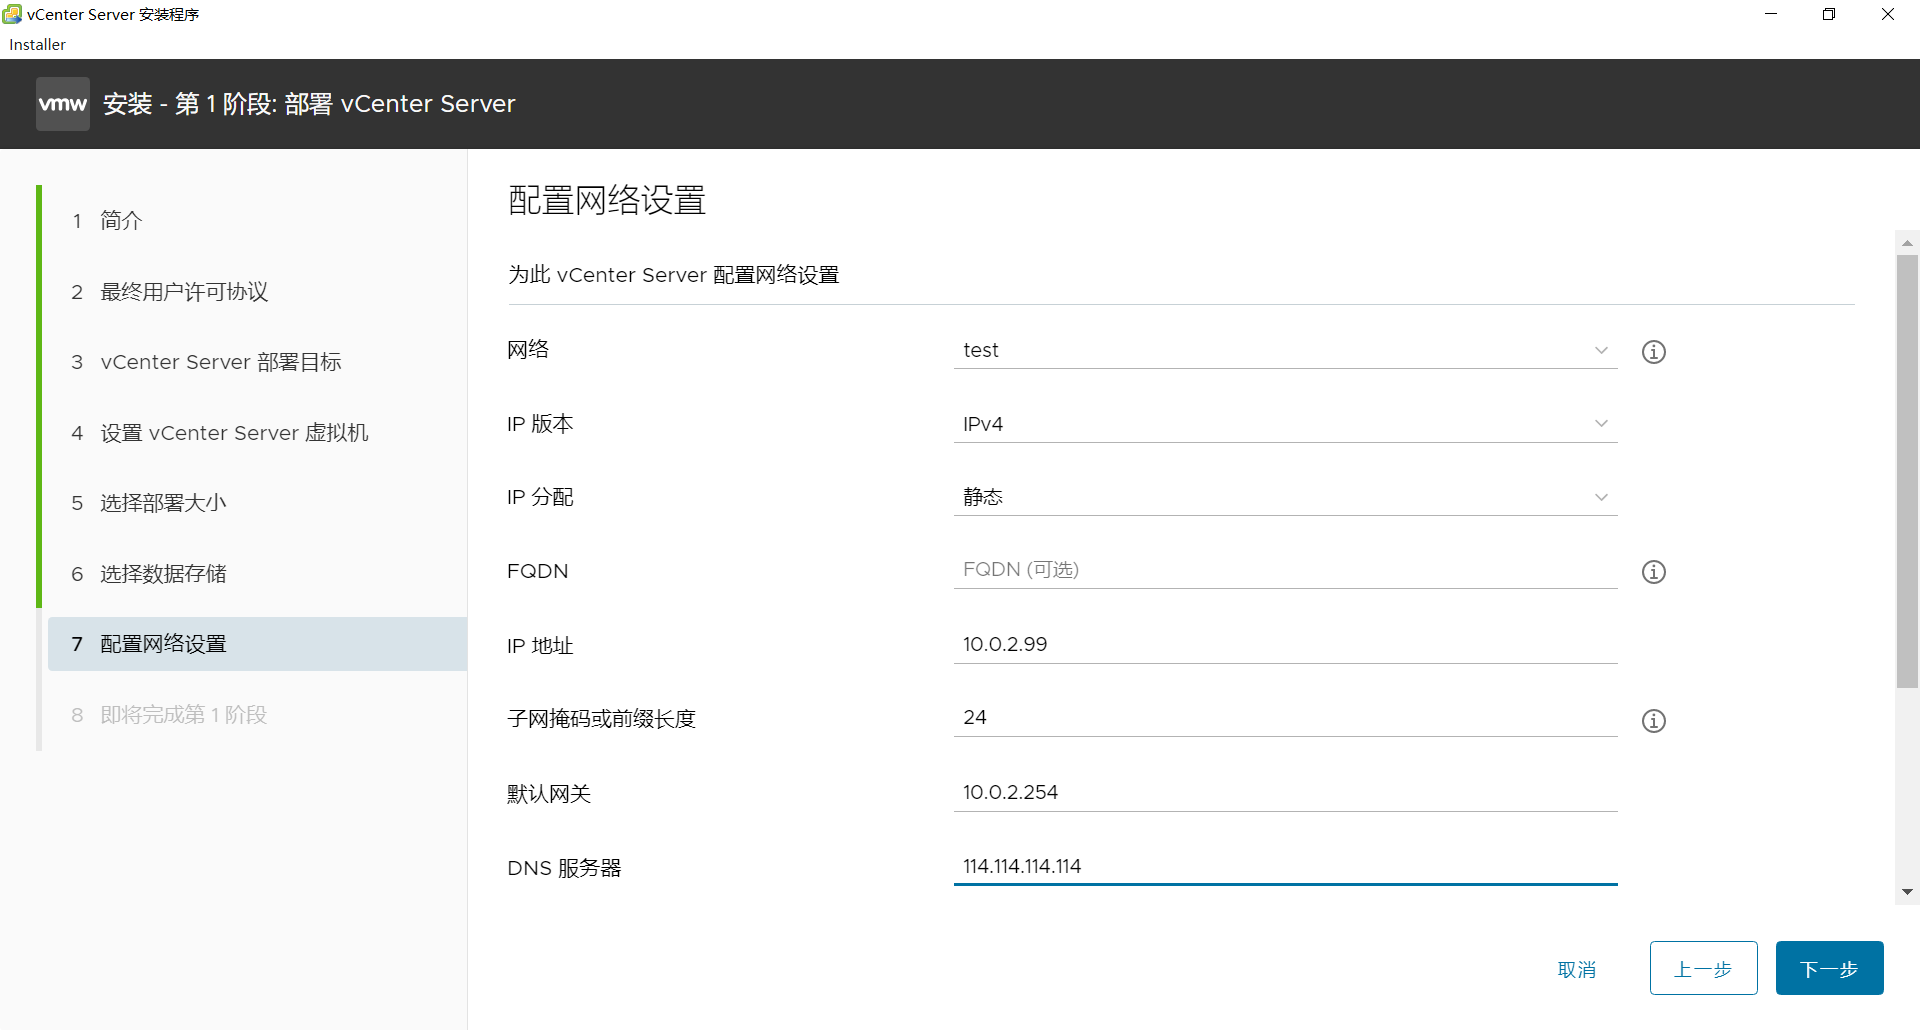 vCenter Server 安装程序
Installer
vmw 安装 - 第 1 阶段: 部署 vCenter Server
1 简介
2 最终用户许可协议
3 vCenter Server 部署目标
4 设置 vCenter Server 虚拟机
5 选择部署大小
6 选择数据存储
7 配置网络设置
8 即将完成第 1 阶段
配置网络设置
为此 vCenter Server 配置网络设置
网络 test
IP 版本 IPv4
IP 分配 静态
FQDN FQDN (可选)
IP 地址 10.0.2.99
子网掩码或前缀长度 24
默认网关 10.0.2.254
DNS 服务器 114.114.114.114
取消 上一步 下一步